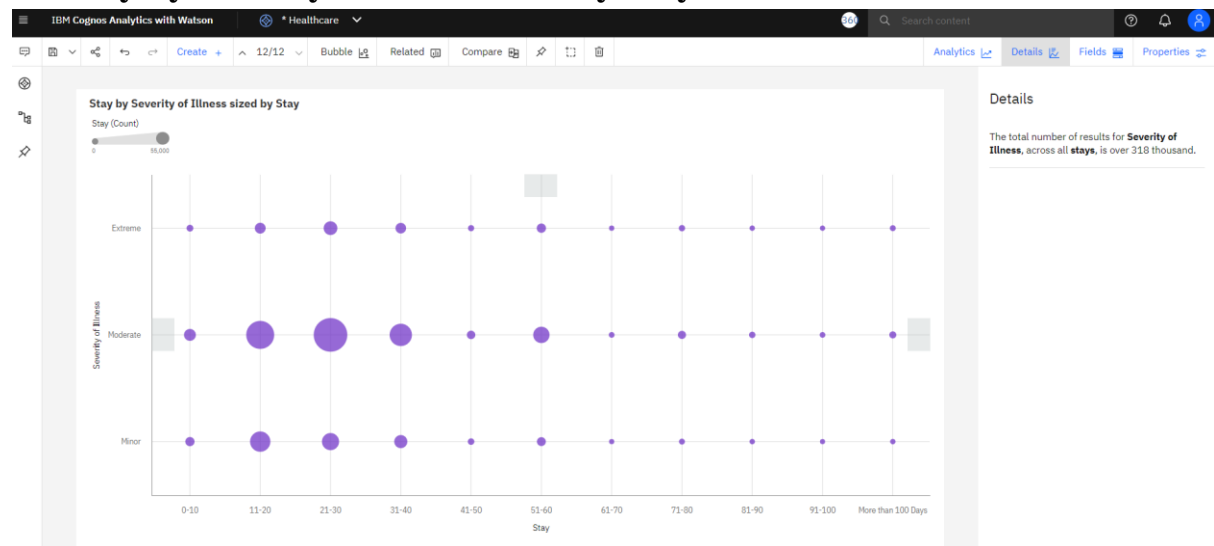 IBM Cognos Analytics with Watson
* Healthcare
360
Search content
Create +
12/12
Bubble
Related
Compare
Analytics
Details
Fields
Properties
Stay by Severity of Illness sized by Stay
Stay (Count)
0
55,000
Extreme
Moderate
Minor
Severity of Illness
0-10
11-20
21-30
31-40
41-50
51-60
61-70
71-80
81-90
91-100
More than 100 Days
Stay
Details
The total number of results for Severity of
Illness, across all stays, is over 318 thousand.